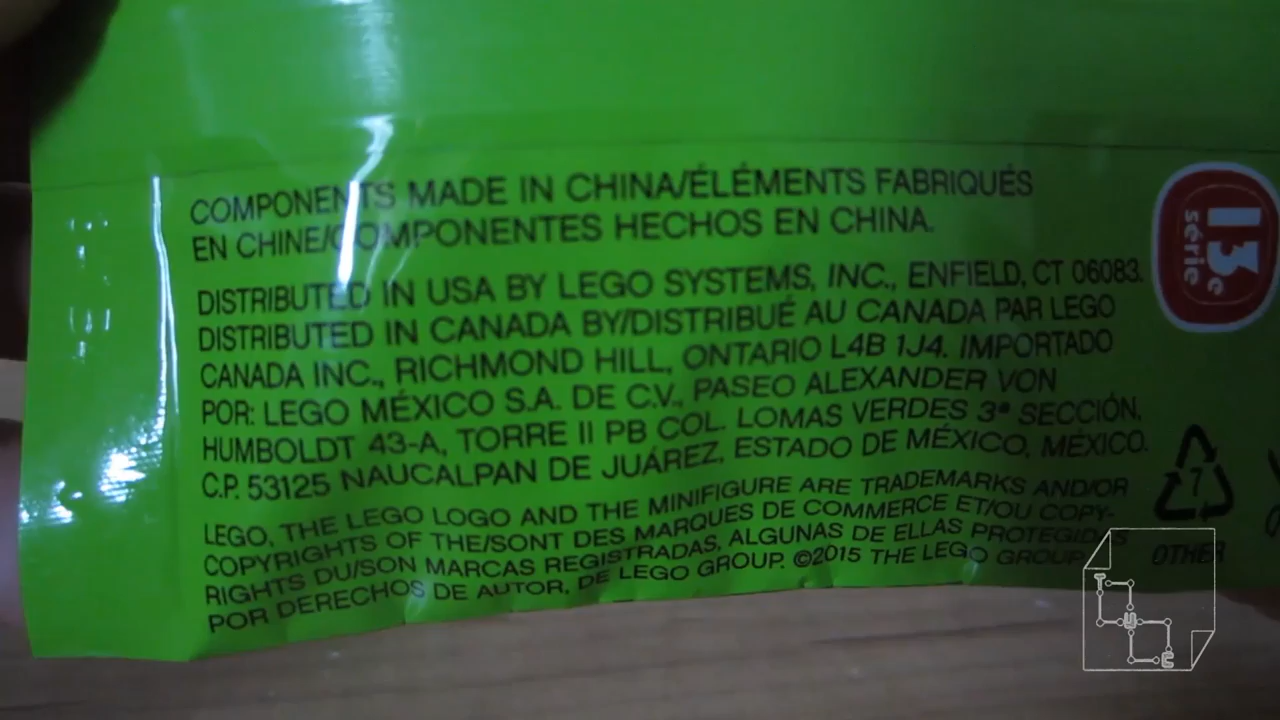 COMPONENTS MADE IN CHINA/ÉLÉMENTS FABRIQUÉS
EN CHINE/COMPONENTES HECHOS EN CHINA.
DISTRIBUTED IN USA BY LEGO SYSTEMS, INC., ENFIELD, CT 06083.
DISTRIBUTED IN CANADA BY/DISTRIBUÉ AU CANADA PAR LEGO
CANADA INC., RICHMOND HILL, ONTARIO L4B 1J4. IMPORTADO
POR: LEGO MÉXICO S.A. DE C.V., PASEO ALEXANDER VON
HUMBOLDT 43-A, TORRE II PB COL. LOMAS VERDES 3ª SECCIÓN,
C.P. 53125 NAUCALPAN DE JUÁREZ, ESTADO DE MÉXICO, MÉXICO.
LEGO, THE LEGO LOGO AND THE MINIFIGURE ARE TRADEMARKS AND/OR
COPYRIGHTS OF THE/SONT DES MARQUES DE COMMERCE ET/OU COPY-
RIGHTS DU/SON MARCAS REGISTRADAS, ALGUNAS DE ELLAS PROTEGIDAS
POR DERECHOS DE AUTOR, DE LEGO GROUP. ©2015 THE LEGO GROUP.
13e
série
7
OTHER
T
U
C